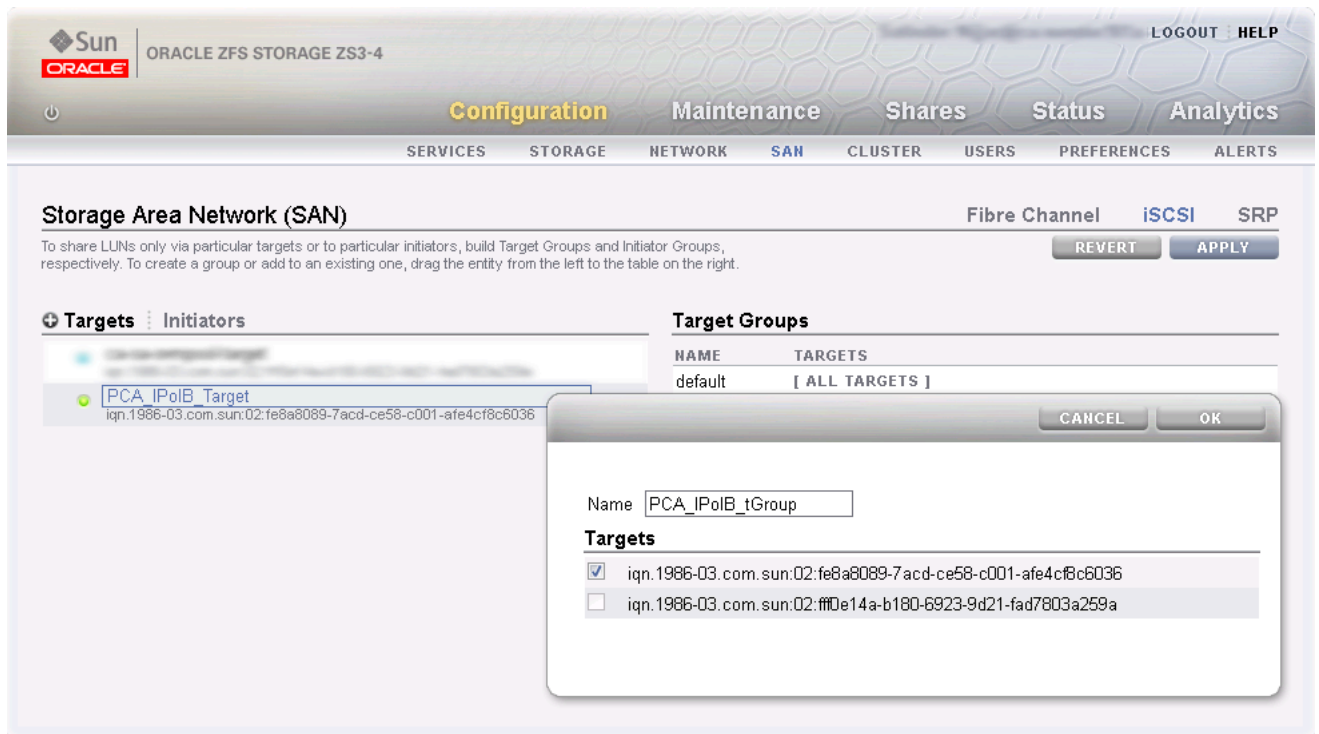 Sun
ORACLE
ORACLE ZFS STORAGE ZS3-4
LOGOUT HELP
Configuration Maintenance Shares Status Analytics
SERVICES STORAGE NETWORK SAN CLUSTER USERS PREFERENCES ALERTS
Storage Area Network (SAN)
Fibre Channel iSCSI SRP
To share LUNs only via particular targets or to particular initiators, build Target Groups and Initiator Groups,
respectively. To create a group or add to an existing one, drag the entity from the left to the table on the right.
REVERT APPLY
Targets Initiators
PCA_IPoIB_Target
iqn.1986-03.com.sun:02:fe8a8089-7acd-ce58-c001-afe4cf8c6036
Target Groups
NAME TARGETS
default [ ALL TARGETS ]
CANCEL OK
Name PCA_IPoIB_tGroup
Targets
iqn.1986-03.com.sun:02:fe8a8089-7acd-ce58-c001-afe4cf8c6036
iqn.1986-03.com.sun:02:fff0e14a-b180-6923-9d21-fad7803a259a